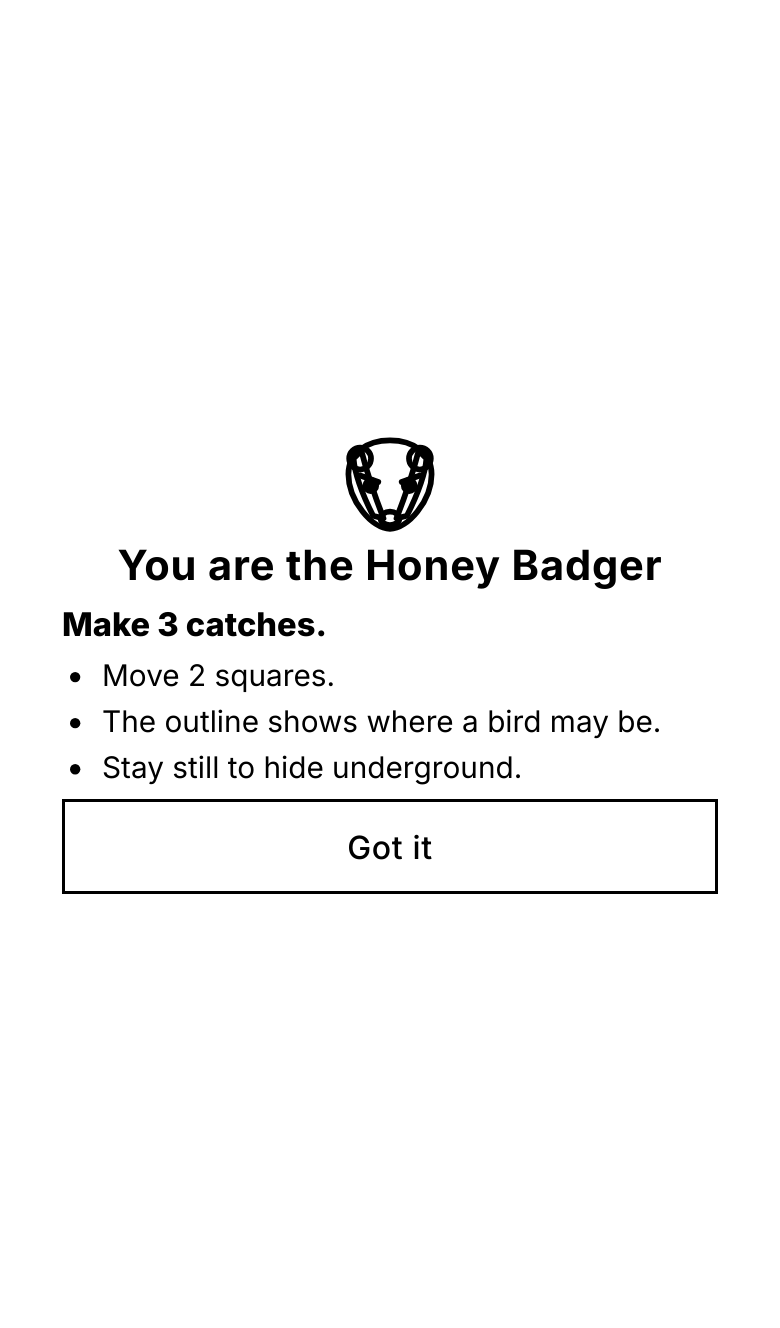 You are the Honey Badger
Make 3 catches.
Move 2 squares.
The outline shows where a bird may be.
Stay still to hide underground.
Got it